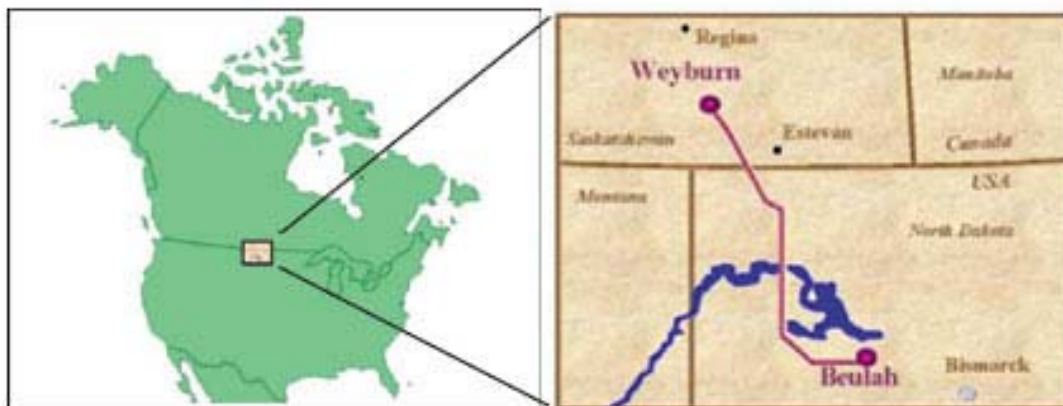 Regina
Weyburn
Manitoba
Estevan
Saskatchewan
Canada
USA
Montana
North Dakota
Beulah
Bismarck